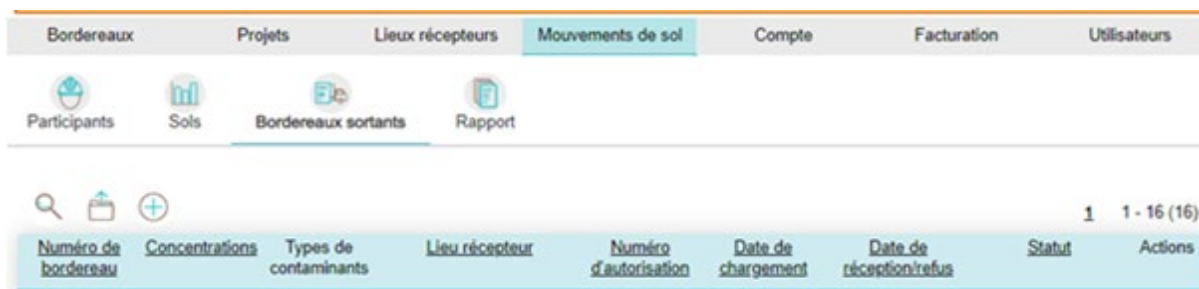 Bordereaux Projets Lieux récepteurs Mouvements de sol Compte Facturation Utilisateurs
Participants Sols Bordereaux sortants Rapport
1 1 - 16 (16)
Numéro de Concentrations Types de Lieu récepteur Numéro Date de Date de Statut Actions
bordereau contaminants d'autorisation chargement réception/refus